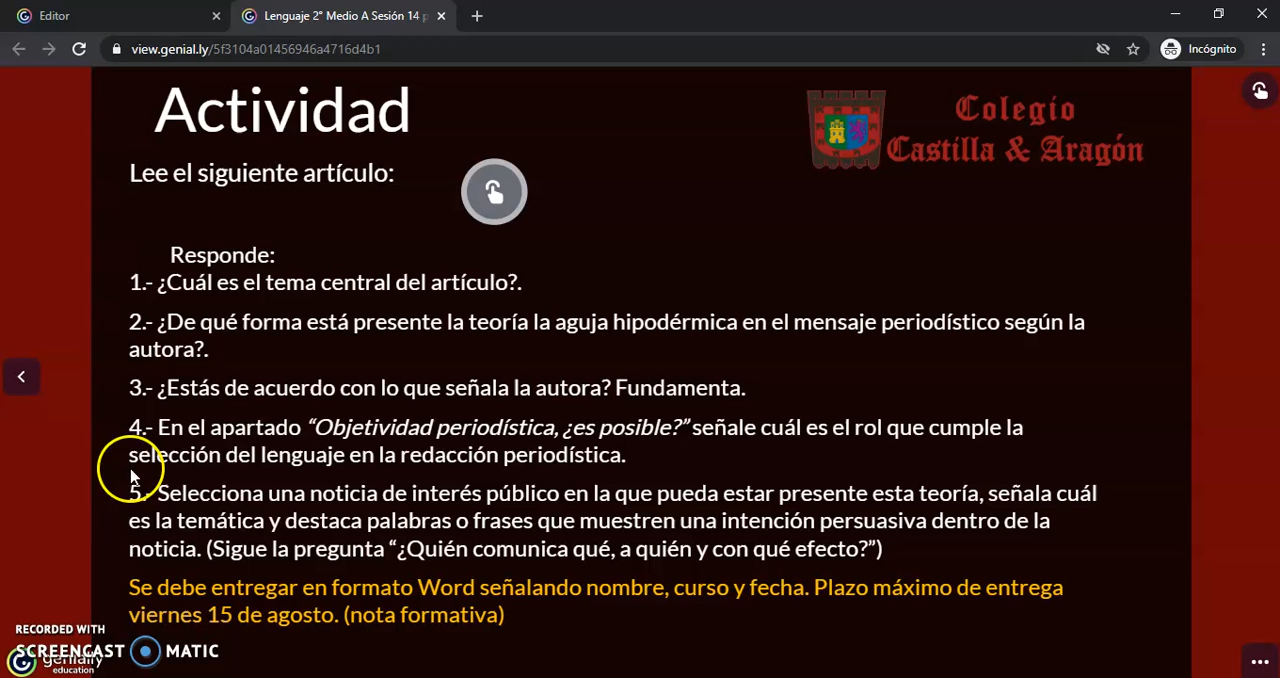 Editor
Lenguaje 2° Medio A Sesión 14 p
view.genial.ly/5f3104a01456946a4716d4b1
Incógnito
Actividad
Colegio
Castilla & Aragón
Lee el siguiente artículo:
Responde:
1.- ¿Cuál es el tema central del artículo?.
2.- ¿De qué forma está presente la teoría la aguja hipodérmica en el mensaje periodístico según la
autora?.
3.- ¿Estás de acuerdo con lo que señala la autora? Fundamenta.
4.- En el apartado “Objetividad periodística, ¿es posible?” señale cuál es el rol que cumple la
selección del lenguaje en la redacción periodística.
5.- Selecciona una noticia de interés público en la que pueda estar presente esta teoría, señala cuál
es la temática y destaca palabras o frases que muestren una intención persuasiva dentro de la
noticia. (Sigue la pregunta “¿Quién comunica qué, a quién y con qué efecto?”)
Se debe entregar en formato Word señalando nombre, curso y fecha. Plazo máximo de entrega
viernes 15 de agosto. (nota formativa)
RECORDED WITH
SCREENCAST MATIC
genially
education